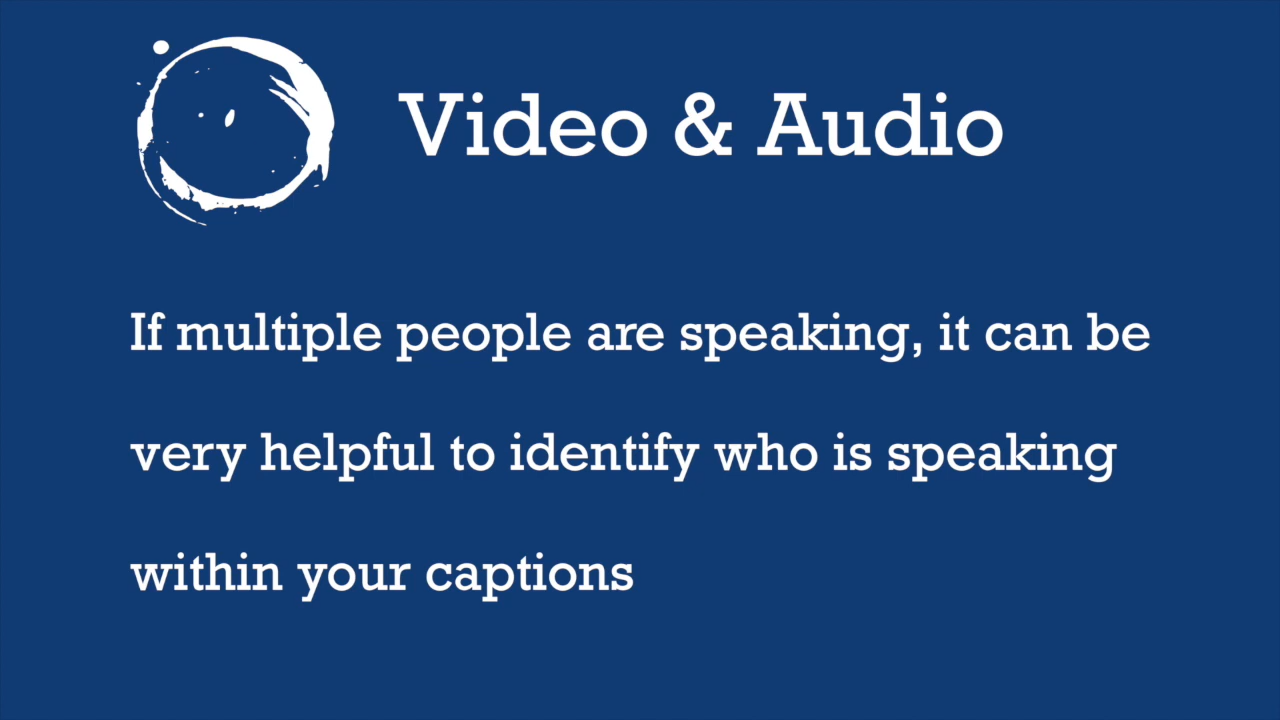 Video & Audio
If multiple people are speaking, it can be
very helpful to identify who is speaking
within your captions